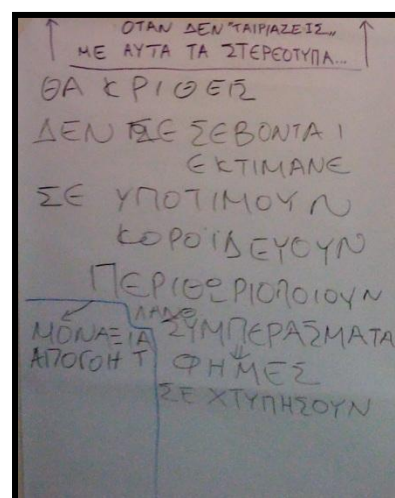 ΟΤΑΝ ΔΕΝ "ΤΑΙΡΙΑΖΕΙΣ"
ΜΕ ΑΥΤΑ ΤΑ ΣΤΕΡΕΟΤΥΠΑ...
ΘΑ ΚΡΙΘΕΙΣ
ΔΕΝ ΣΕ ΣΕΒΟΝΤΑΙ
ΕΚΤΙΜΑΝΕ
ΣΕ ΥΠΟΤΙΜΟΥΝ
ΚΟΡΟΪΔΕΥΟΥΝ
ΠΕΡΙΘΩΡΙΟΠΟΙΟΥΝ
ΛΑΘΟ
ΣΥΜΠΕΡΑΣΜΑΤΑ
ΦΗΜΕΣ
ΣΕ ΧΤΥΠΗΣΟΥΝ
ΜΟΝΑΞΙΑ
ΑΠΟΓΟΗΤ